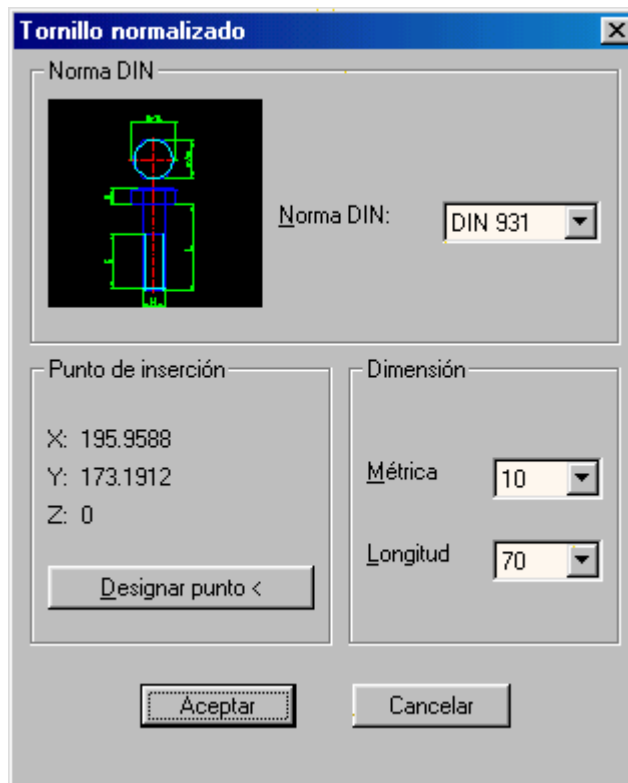 Tornillo normalizado
Norma DIN
Norma DIN: DIN 931
Punto de inserción
X: 195.9588
Y: 173.1912
Z: 0
Designar punto <
Dimensión
Métrica 10
Longitud 70
Aceptar Cancelar